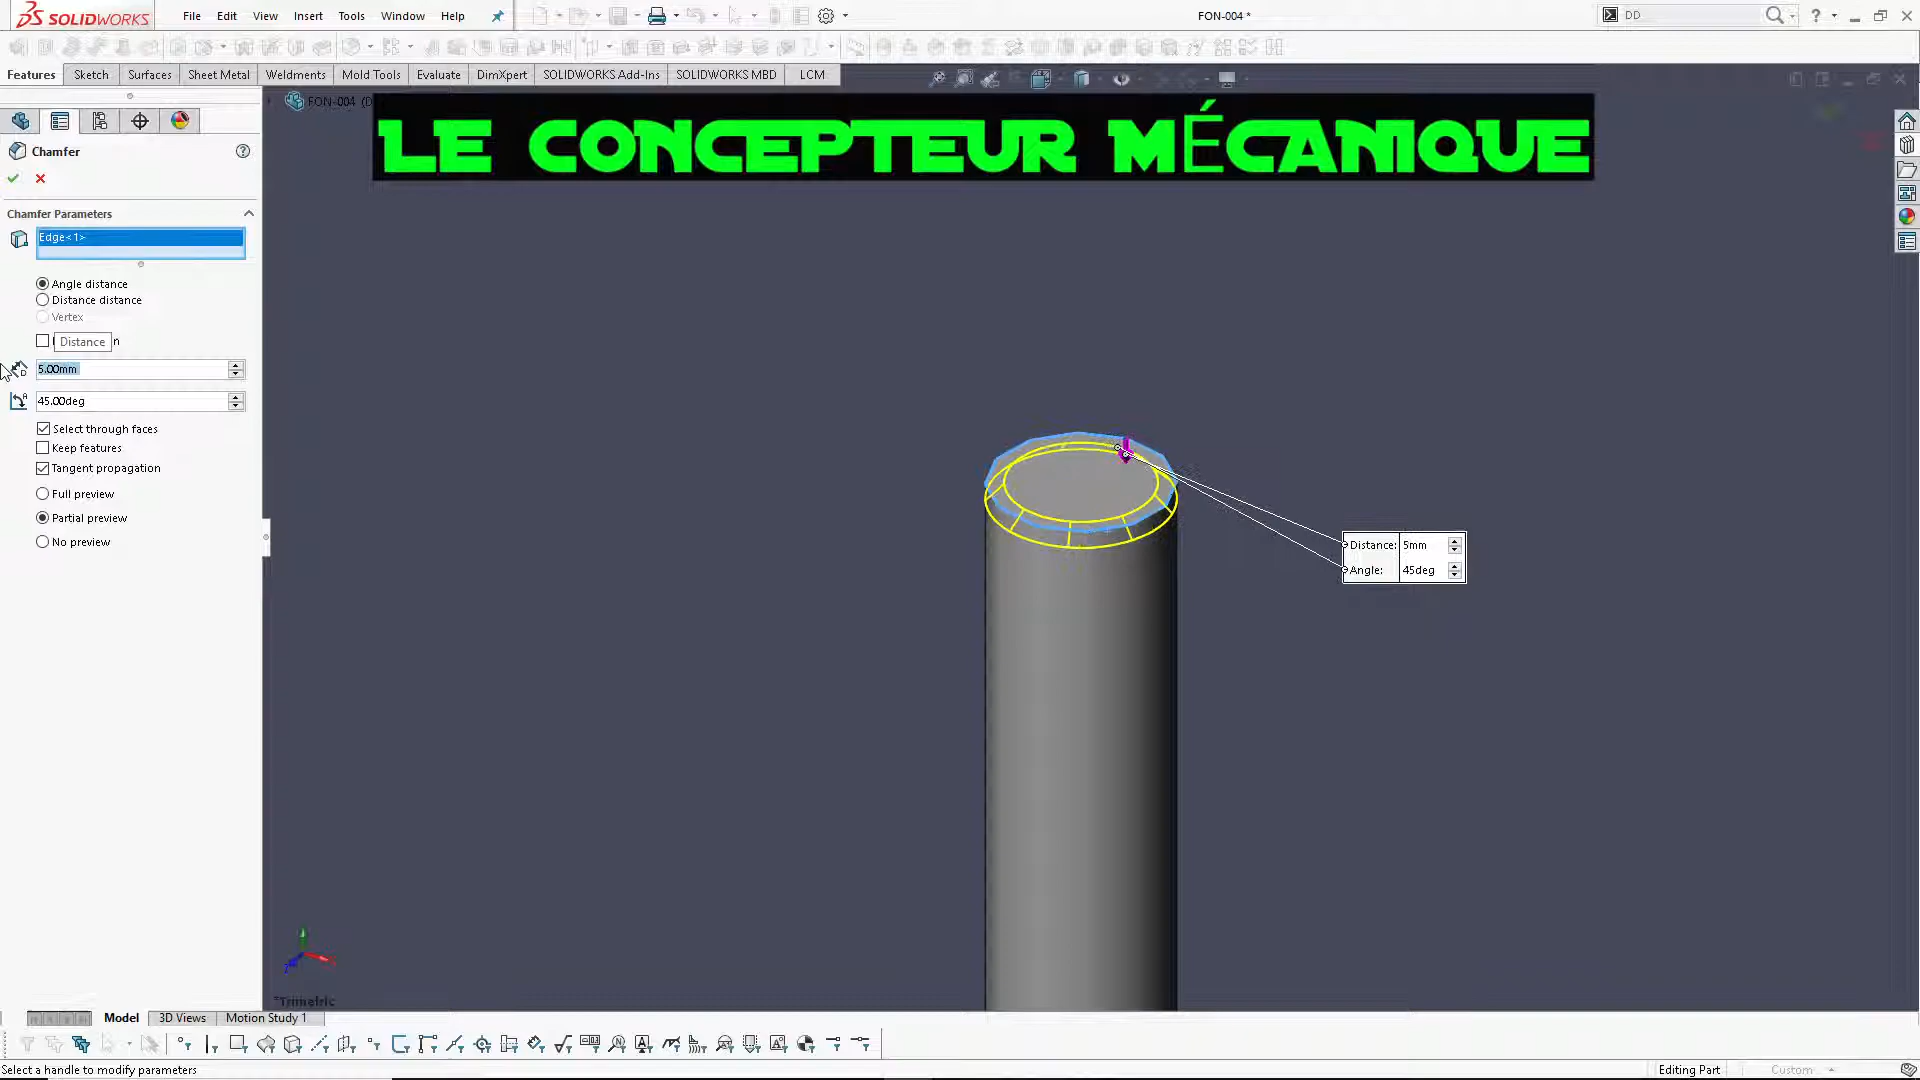 SOLIDWORKS
File Edit View Insert Tools Window Help
FON-004 *
DD
Features Sketch Surfaces Sheet Metal Weldments Mold Tools Evaluate DimXpert SOLIDWORKS Add-Ins SOLIDWORKS MBD LCM
FON-004 (D
LE CONCEPTEUR MÉCANIQUE
Chamfer
Chamfer Parameters
Edge<1>
Angle distance
Distance distance
Vertex
Distance n
5.00mm
45.00deg
Select through faces
Keep features
Tangent propagation
Full preview
Partial preview
No preview
Distance: 5mm
Angle: 45deg
*Trimetric
Model 3D Views Motion Study 1
Select a handle to modify parameters
Editing Part
Custom